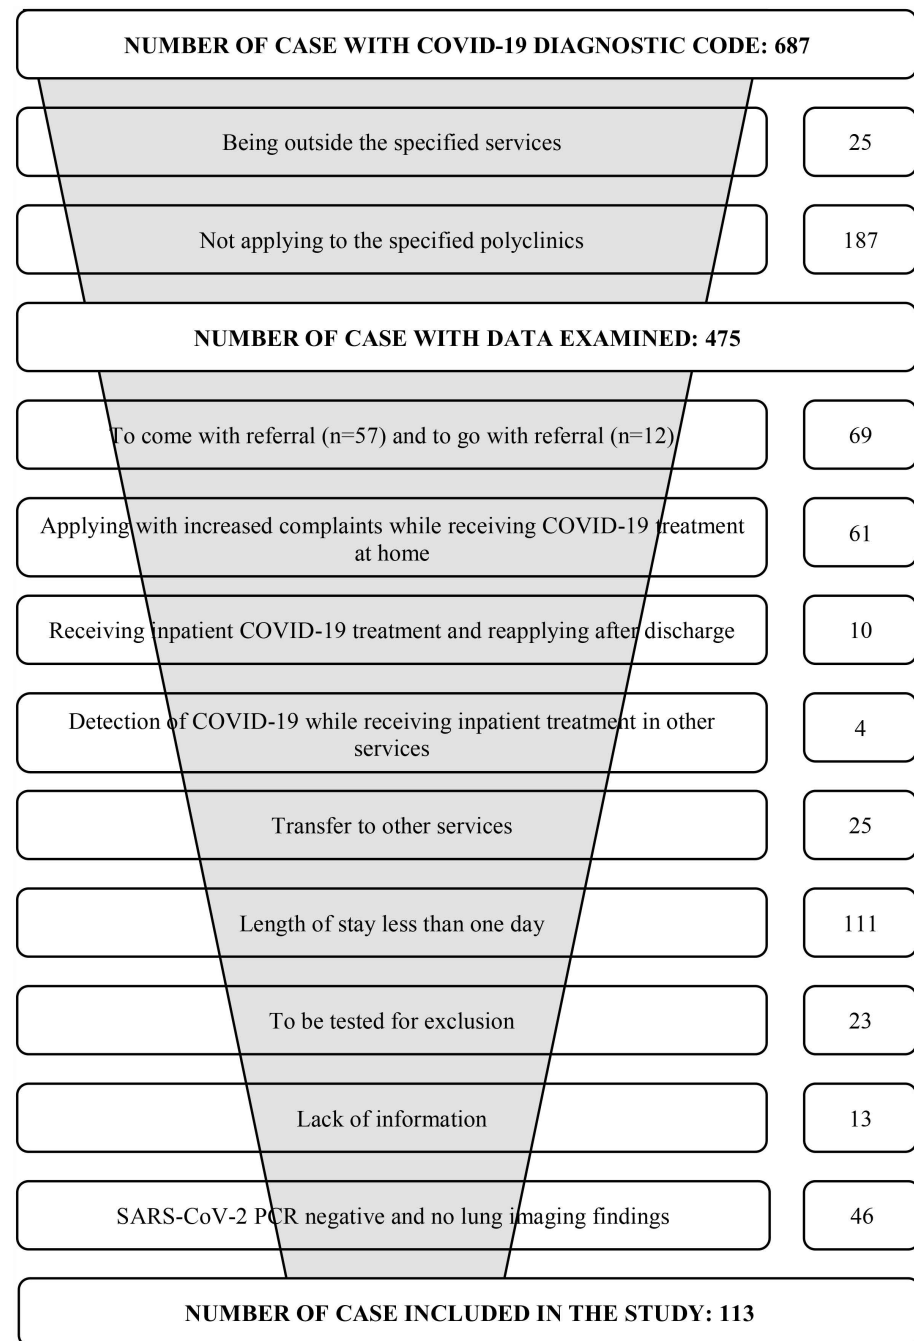 NUMBER OF CASE WITH COVID-19 DIAGNOSTIC CODE: 687
Being outside the specified services
25
Not applying to the specified polyclinics
187
NUMBER OF CASE WITH DATA EXAMINED: 475
To come with referral (n=57) and to go with referral (n=12)
69
Applying with increased complaints while receiving COVID-19 treatment
at home
61
Receiving inpatient COVID-19 treatment and reapplying after discharge
10
Detection of COVID-19 while receiving inpatient treatment in other
services
4
Transfer to other services
25
Length of stay less than one day
111
To be tested for exclusion
23
Lack of information
13
SARS-CoV-2 PCR negative and no lung imaging findings
46
NUMBER OF CASE INCLUDED IN THE STUDY: 113